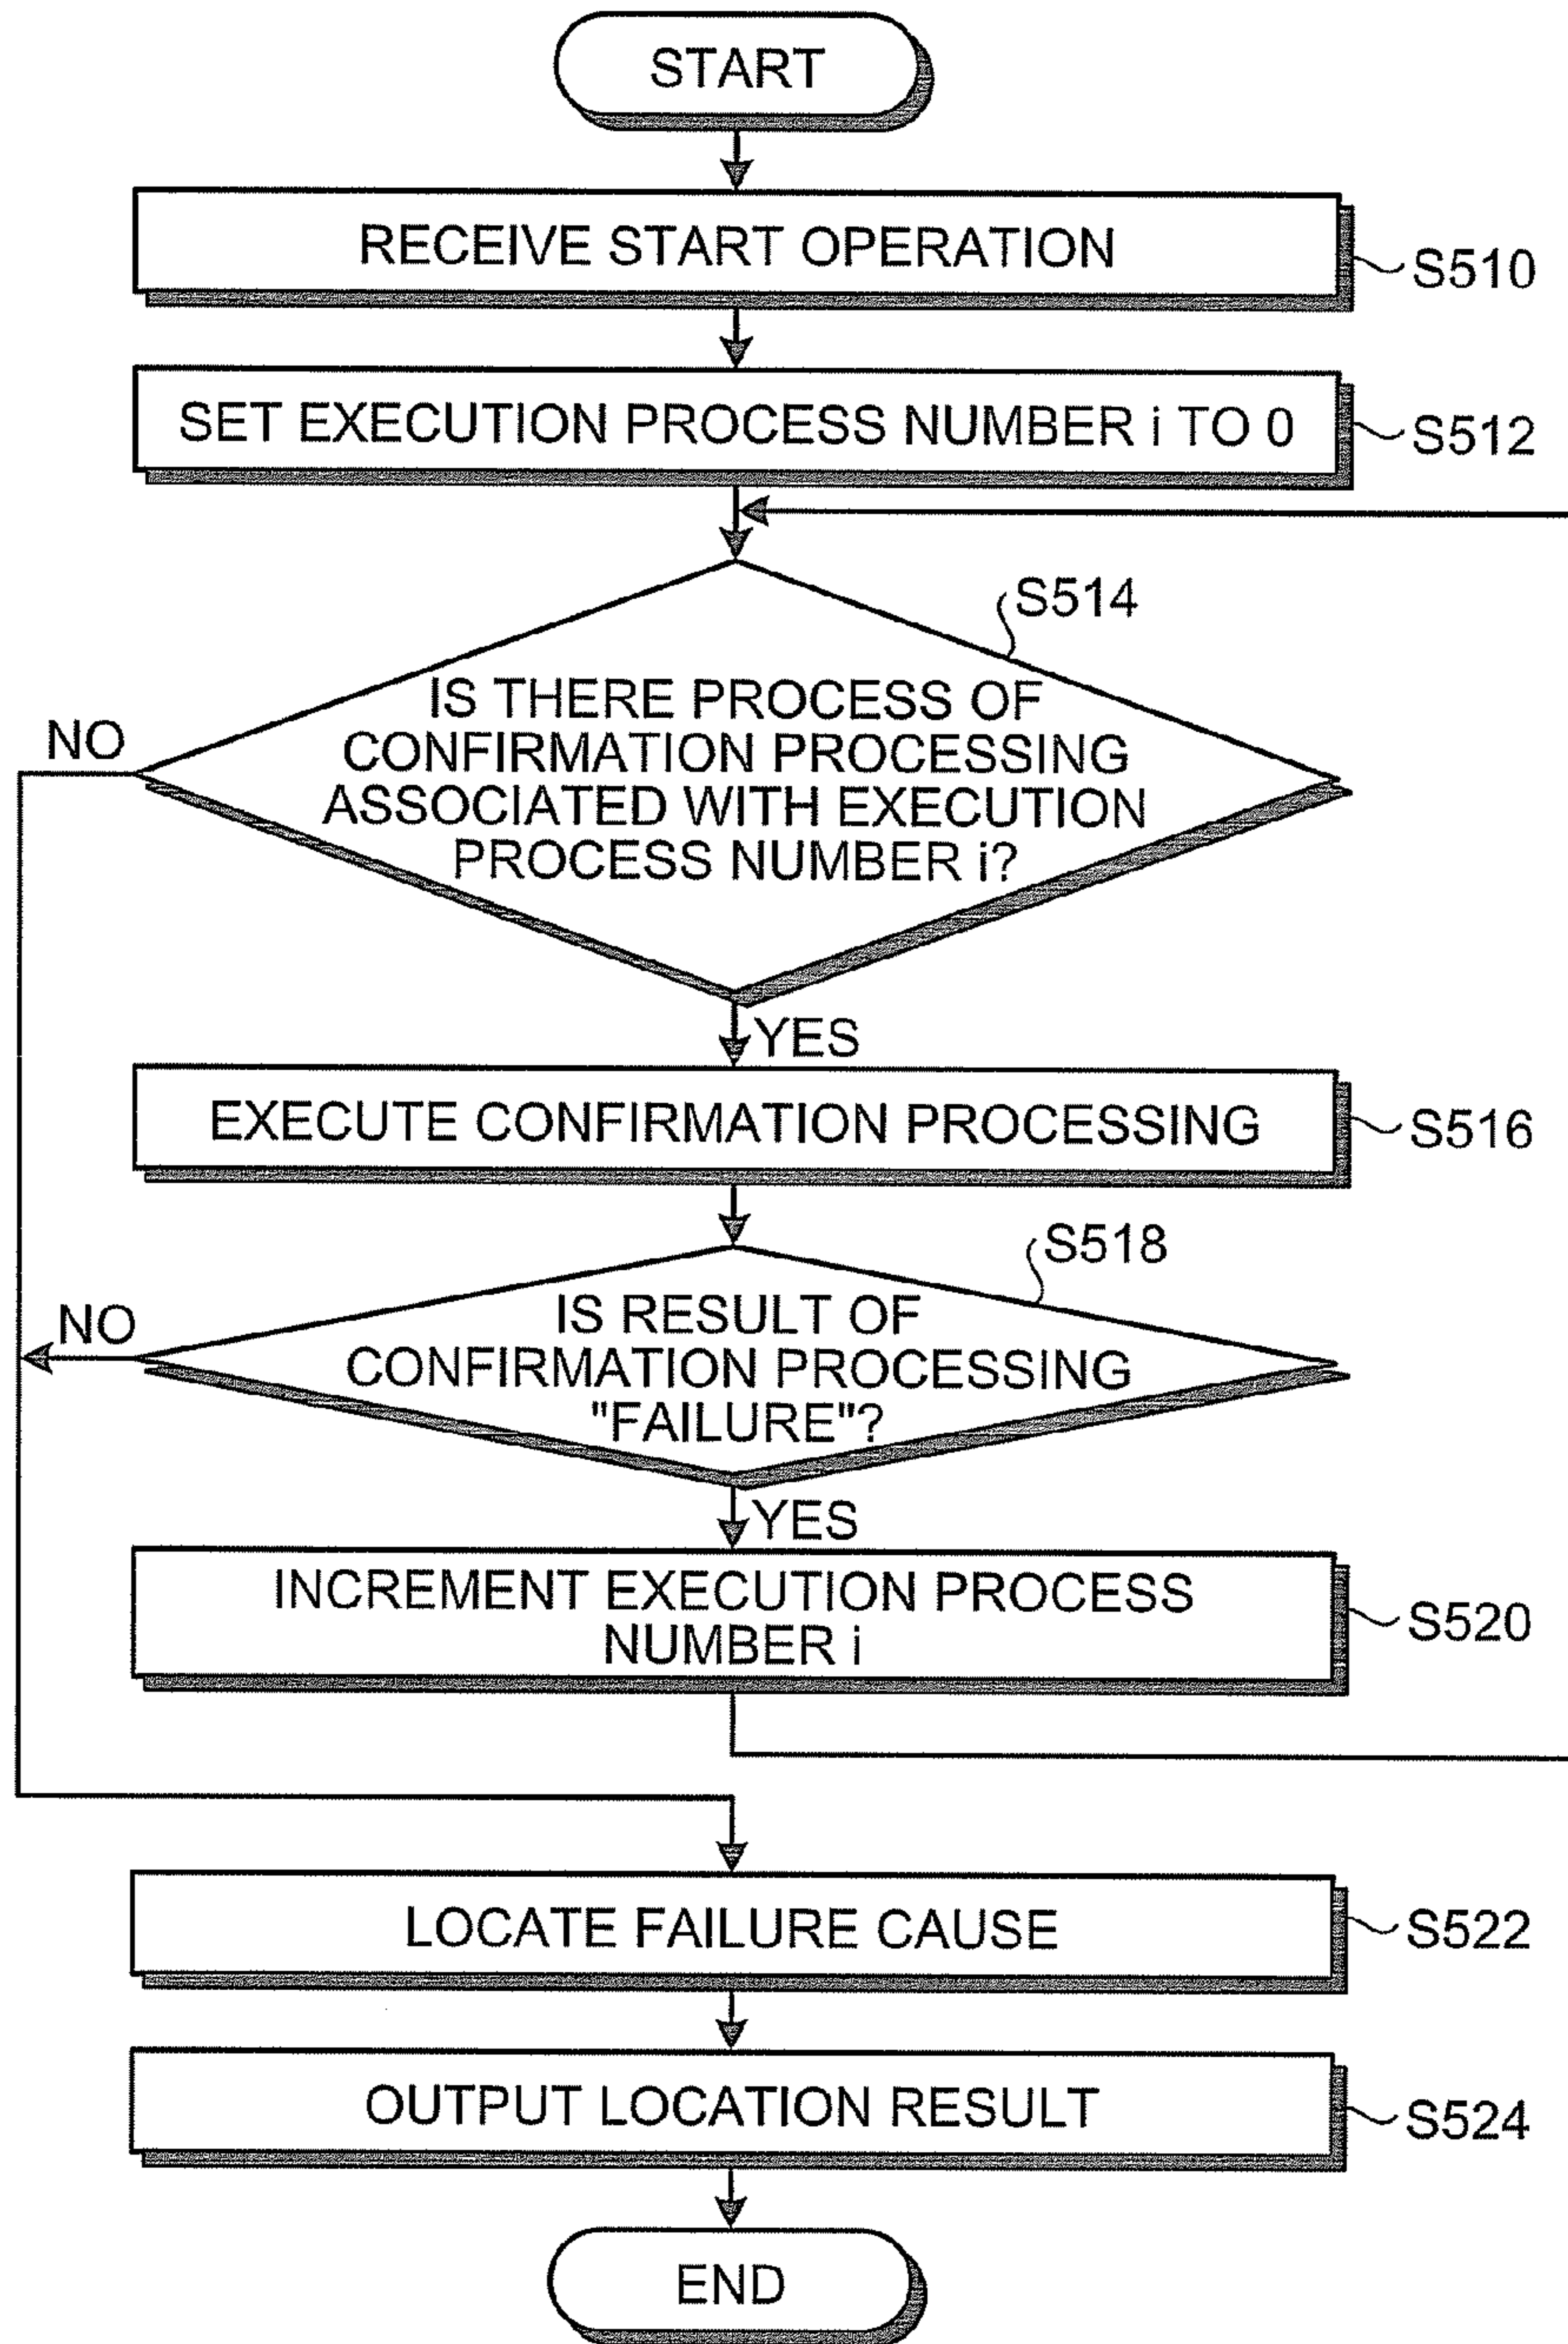 START
RECEIVE START OPERATION
S510
SET EXECUTION PROCESS NUMBER i TO 0
S512
S514
IS THERE PROCESS OF
CONFIRMATION PROCESSING
ASSOCIATED WITH EXECUTION
PROCESS NUMBER i?
NO
YES
EXECUTE CONFIRMATION PROCESSING
S516
S518
IS RESULT OF
CONFIRMATION PROCESSING
"FAILURE"?
NO
YES
INCREMENT EXECUTION PROCESS
NUMBER i
S520
LOCATE FAILURE CAUSE
S522
OUTPUT LOCATION RESULT
S524
END